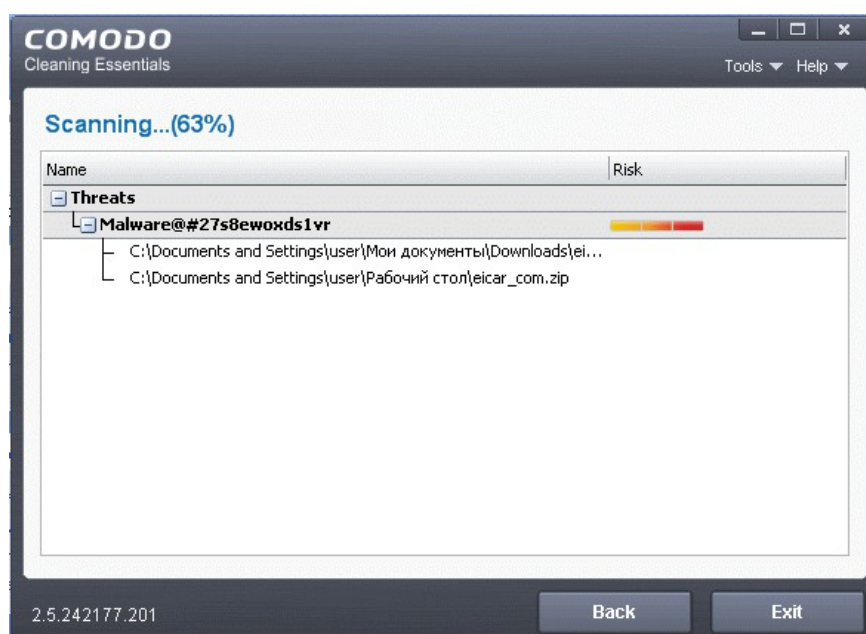 COMODO
Cleaning Essentials
Tools Help
Scanning...(63%)
Name Risk
Threats
Malware@#27s8ewoxds1vr
C:\Documents and Settings\user\Мои документы\Downloads\ei...
C:\Documents and Settings\user\Рабочий стол\eicar_com.zip
2.5.242177.201
Back Exit